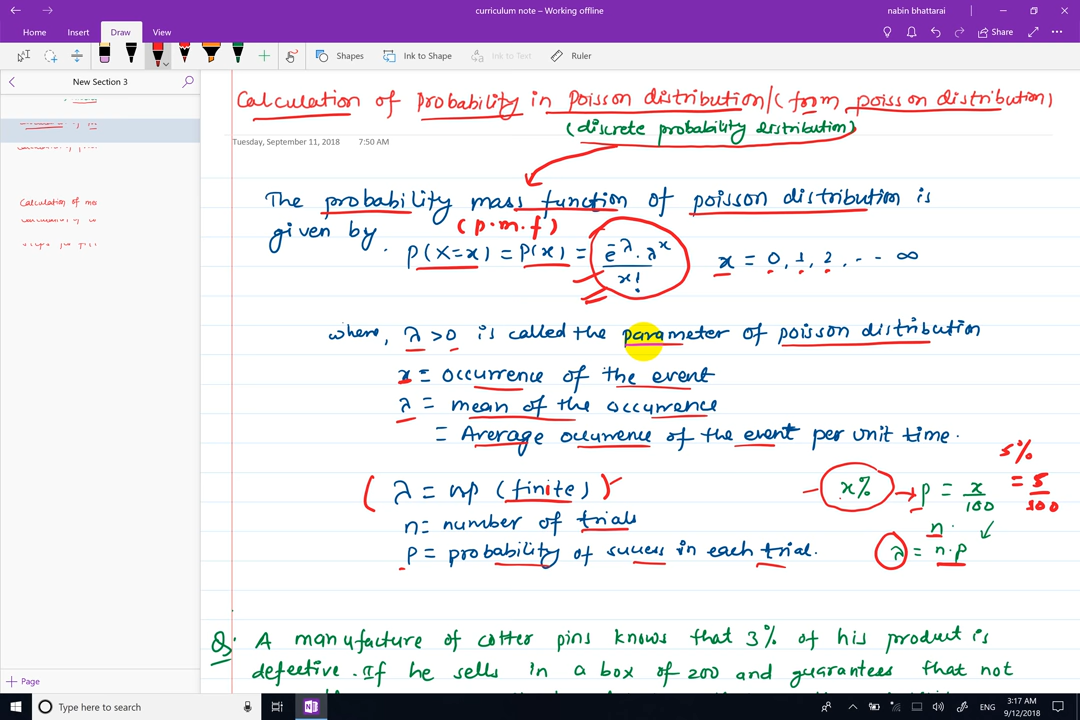 curriculum note – Working offline
nabin bhattarai
Home Insert Draw View
Share
Shapes Ink to Shape Ink to Text Ruler
New Section 3
Calculation of probability in poisson distribution/(from poisson distribution)
(discrete probability distribution)
Tuesday, September 11, 2018 7:50 AM
Calculation of me
The probability mass function of poisson distribution is
(p.m.f)
given by.
P(X=x) = P(x) = e^-λ . λ^x / x! x = 0, 1, 2, --- ∞
where, λ >0 is called the parameter of poisson distribution
x = occurrence of the event
λ = mean of the occurrence
= Average occurrence of the event per unit time.
5%
= 5/100
( λ = np (finite) )
x% → p = x/100
n = number of trials
n.
p = probability of success in each trial.
λ = n.p
Q: A manufacture of cotter pins knows that 3% of his product is
defective. If he sells in a box of 200 and guarantees that not
+ Page
Type here to search
ENG
3:17 AM
9/12/2018